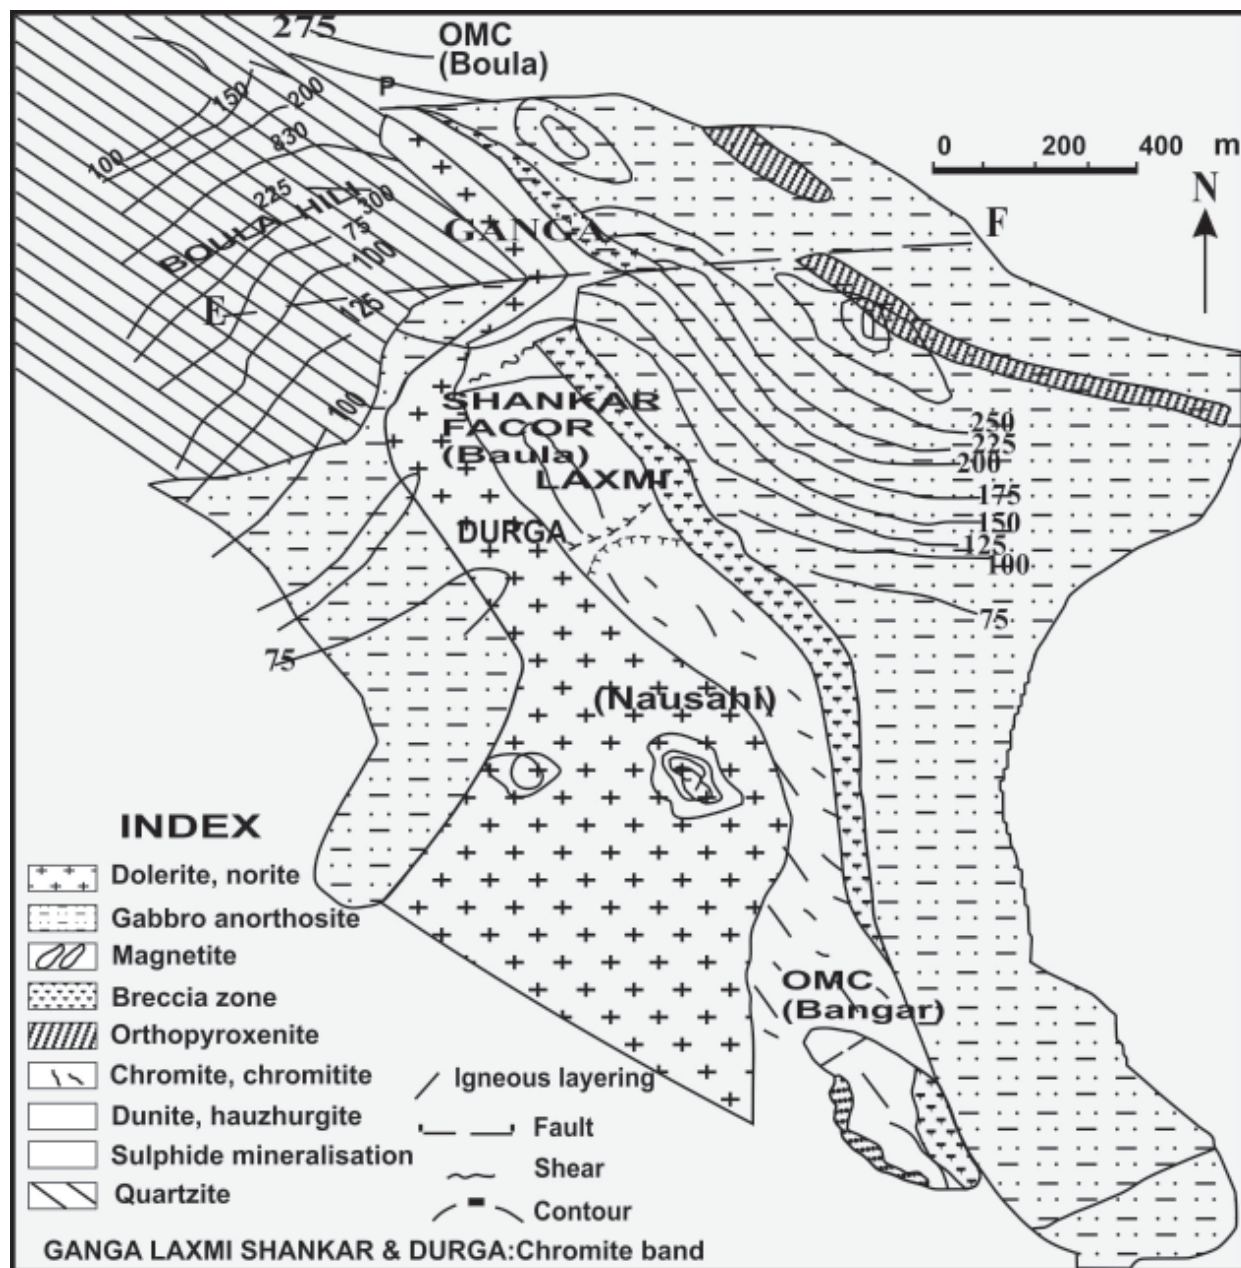 275
OMC
(Boula)
P
150
200
100
830
225
300
BOULA HILL
75
100
125
100
E
F
GANGA
0 200 400 m
N
SHANKAR
FACOR
(Baula)
LAXMI
DURGA
250
225
200
175
150
125
100
75
75
(Nausahi)
OMC
(Bangar)
INDEX
Dolerite, norite
Gabbro anorthosite
Magnetite
Breccia zone
Orthopyroxenite
Chromite, chromitite
Dunite, hauzhurgite
Sulphide mineralisation
Quartzite
Igneous layering
Fault
Shear
Contour
GANGA LAXMI SHANKAR & DURGA:Chromite band